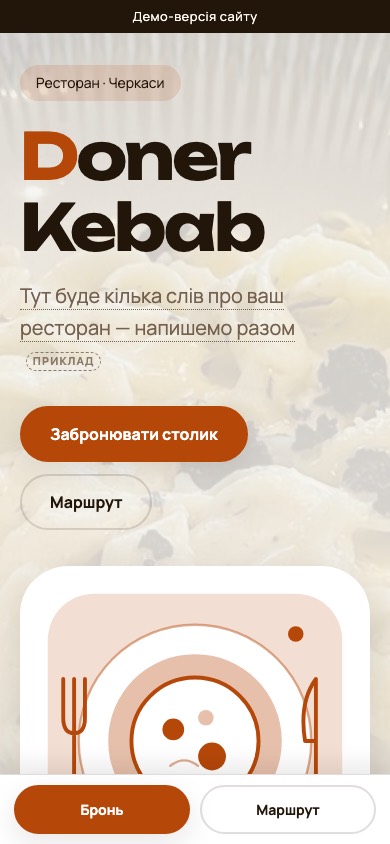 Демо-версія сайту
Ресторан · Черкаси
Doner
Kebab
Тут буде кілька слів про ваш
ресторан — напишемо разом
ПРИКЛАД
Забронювати столик
Маршрут
Бронь
Маршрут